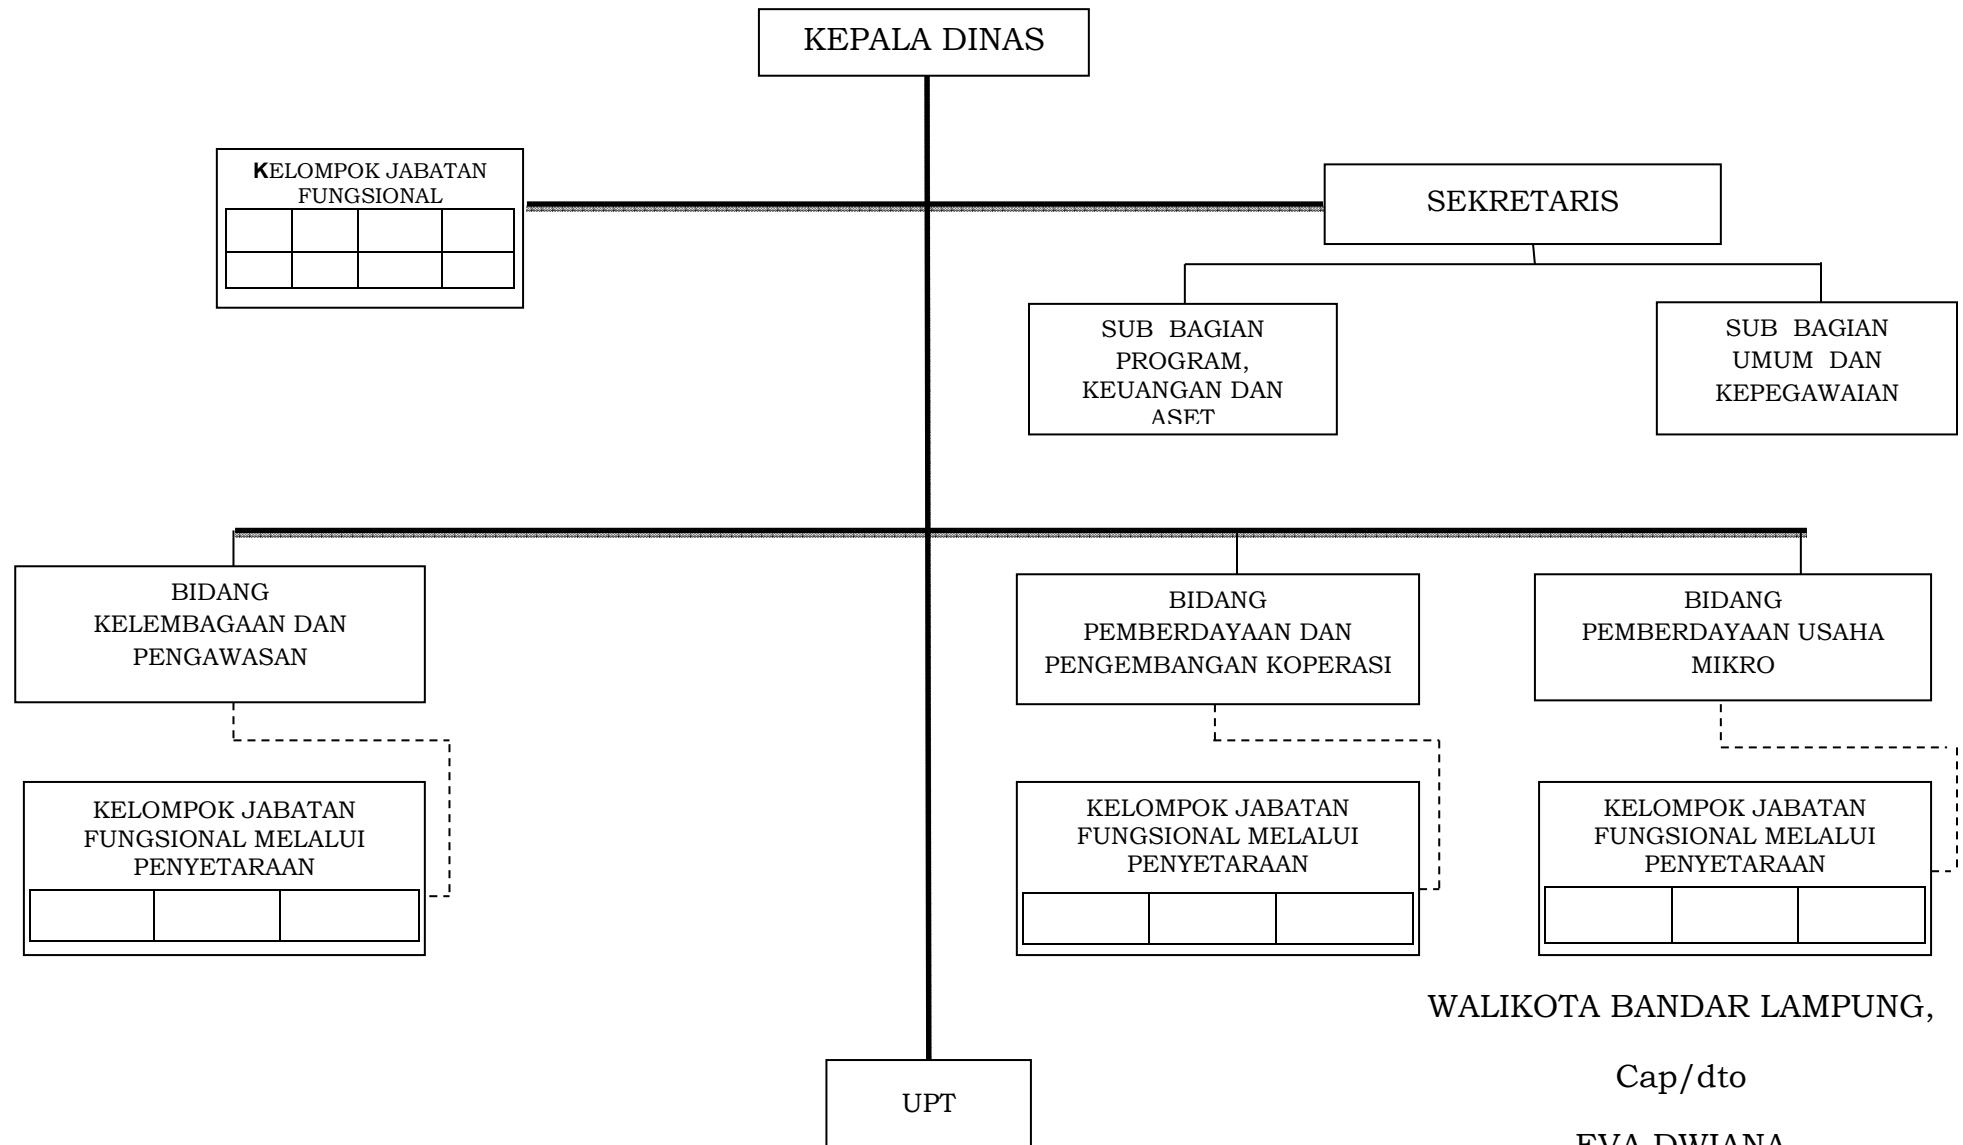 KEPALA DINAS
KELOMPOK JABATAN
FUNGSIONAL
SEKRETARIS
SUB BAGIAN
PROGRAM,
KEUANGAN DAN
ASET
SUB BAGIAN
UMUM DAN
KEPEGAWAIAN
BIDANG
KELEMBAGAAN DAN
PENGAWASAN
BIDANG
PEMBERDAYAAN DAN
PENGEMBANGAN KOPERASI
BIDANG
PEMBERDAYAAN USAHA
MIKRO
KELOMPOK JABATAN
FUNGSIONAL MELALUI
PENYETARAAN
KELOMPOK JABATAN
FUNGSIONAL MELALUI
PENYETARAAN
KELOMPOK JABATAN
FUNGSIONAL MELALUI
PENYETARAAN
WALIKOTA BANDAR LAMPUNG,
Cap/dto
UPT
EVA DWIANA